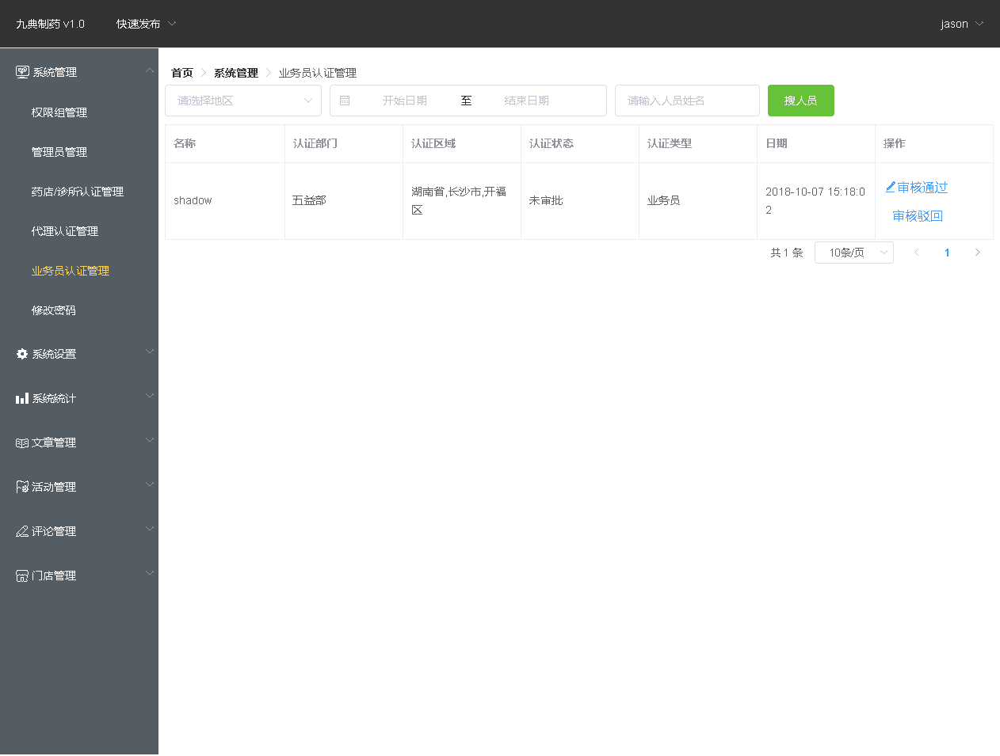 九典制药 v1.0
快速发布
jason
系统管理
权限组管理
管理员管理
药店/诊所认证管理
代理认证管理
业务员认证管理
修改密码
系统设置
系统统计
文章管理
活动管理
评论管理
门店管理
首页 系统管理 业务员认证管理
请选择地区
开始日期 至 结束日期
请输入人员姓名
搜人员
名称 认证部门 认证区域 认证状态 认证类型 日期 操作
shadow
五益部
湖南省,长沙市,开福
区
未审批
业务员
2018-10-07 15:18:0
2
审核通过
审核驳回
共 1 条
10条/页
1